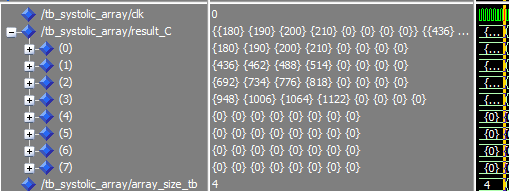 /tb_systolic_array/clk 0
/tb_systolic_array/result_C {{180} {190} {200} {210} {0} {0} {0} {0}} {{436} ... {...
(0) {180} {190} {200} {210} {0} {0} {0} {0} {...
(1) {436} {462} {488} {514} {0} {0} {0} {0} {...
(2) {692} {734} {776} {818} {0} {0} {0} {0} {...
(3) {948} {1006} {1064} {1122} {0} {0} {0} {0} {...
(4) {0} {0} {0} {0} {0} {0} {0} {0} {0}
(5) {0} {0} {0} {0} {0} {0} {0} {0} {0}
(6) {0} {0} {0} {0} {0} {0} {0} {0} {0}
(7) {0} {0} {0} {0} {0} {0} {0} {0} {0}
/tb_systolic_array/array_size_tb 4 4